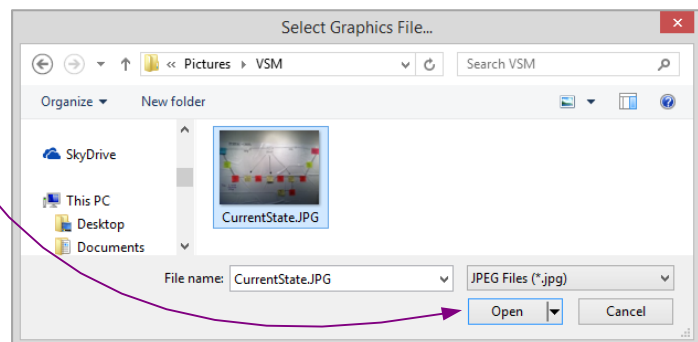 Select Graphics File...
« Pictures VSM Search VSM
Organize New folder
SkyDrive
This PC
Desktop
Documents
CurrentState.JPG
File name: CurrentState.JPG JPEG Files (*.jpg)
Open Cancel